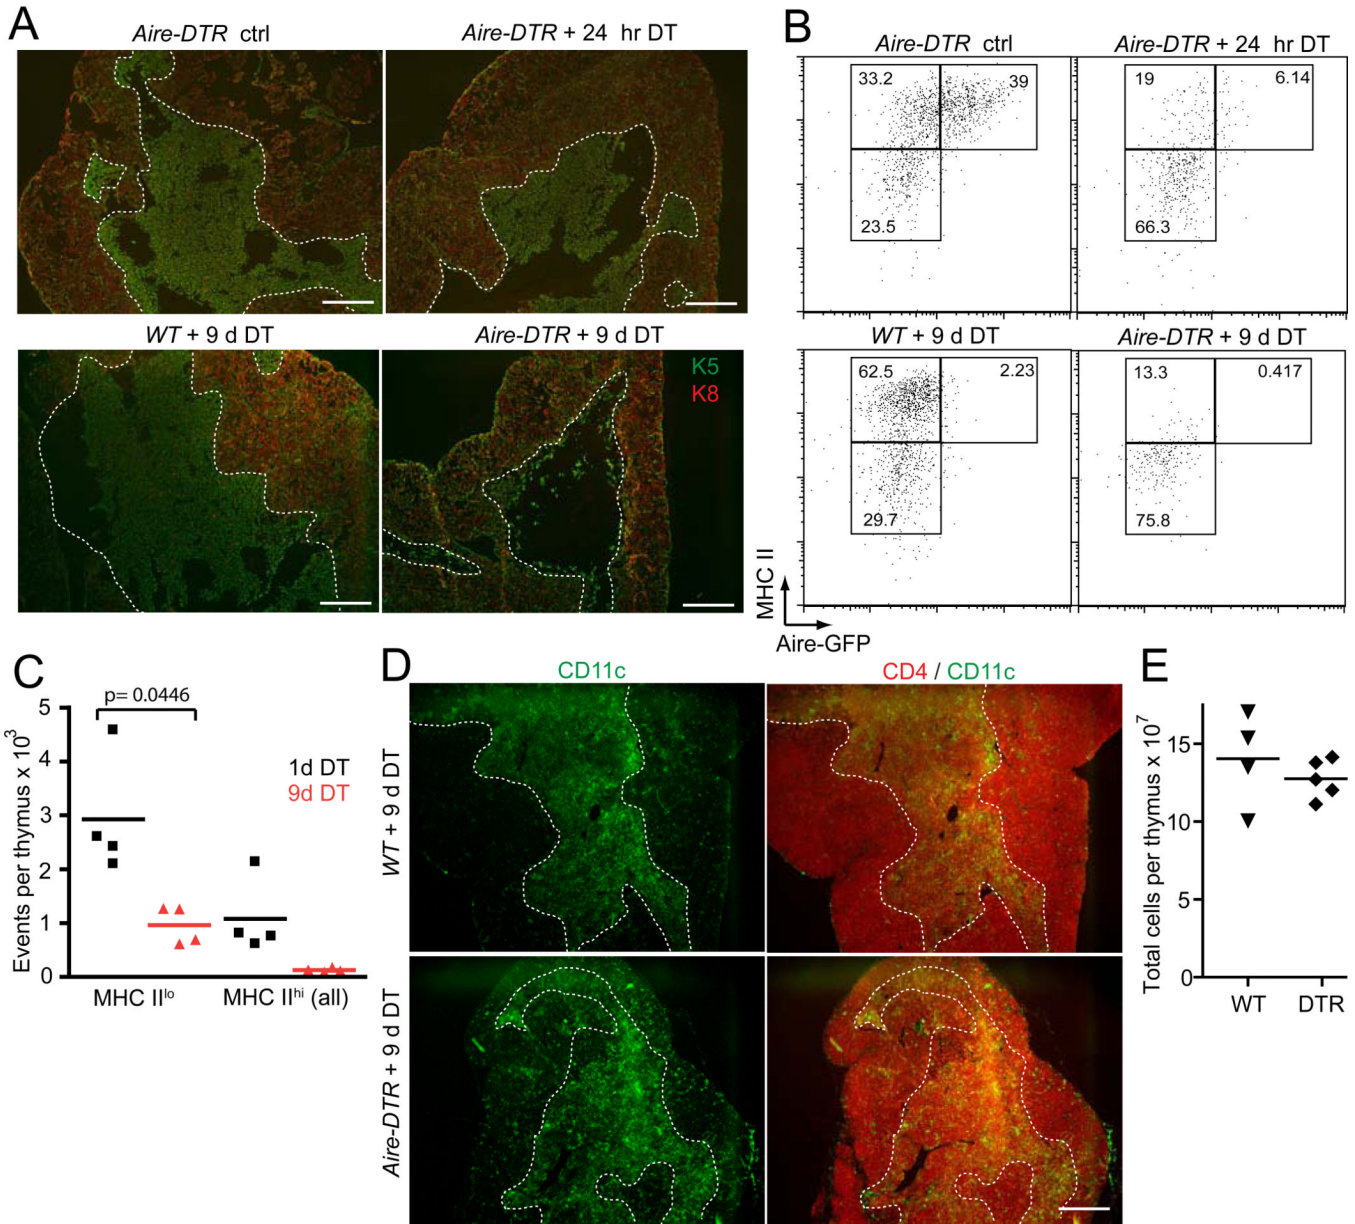 A
Aire-DTR ctrl
Aire-DTR + 24 hr DT
WT + 9 d DT
Aire-DTR + 9 d DT
K5
K8
B
Aire-DTR ctrl
Aire-DTR + 24 hr DT
33.2
39
23.5
19
6.14
66.3
WT + 9 d DT
Aire-DTR + 9 d DT
62.5
2.23
29.7
13.3
0.417
75.8
MHC II
Aire-GFP
C
p= 0.0446
Events per thymus x 10³
5
4
3
2
1
0
1d DT
9d DT
MHC IIˡᵒ
MHC IIʰⁱ (all)
D
CD11c
CD4 / CD11c
WT + 9 d DT
Aire-DTR + 9 d DT
E
Total cells per thymus x 10⁷
15
10
5
0
WT
DTR